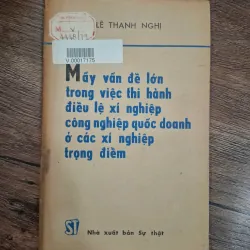 LÊ THANH NGHỊ
Mấy vấn đề lớn
trong việc thi hành
điều lệ xí nghiệp
công nghiệp quốc doanh
ở các xí nghiệp
trọng điểm
ST
Nhà xuất bản Sự thật